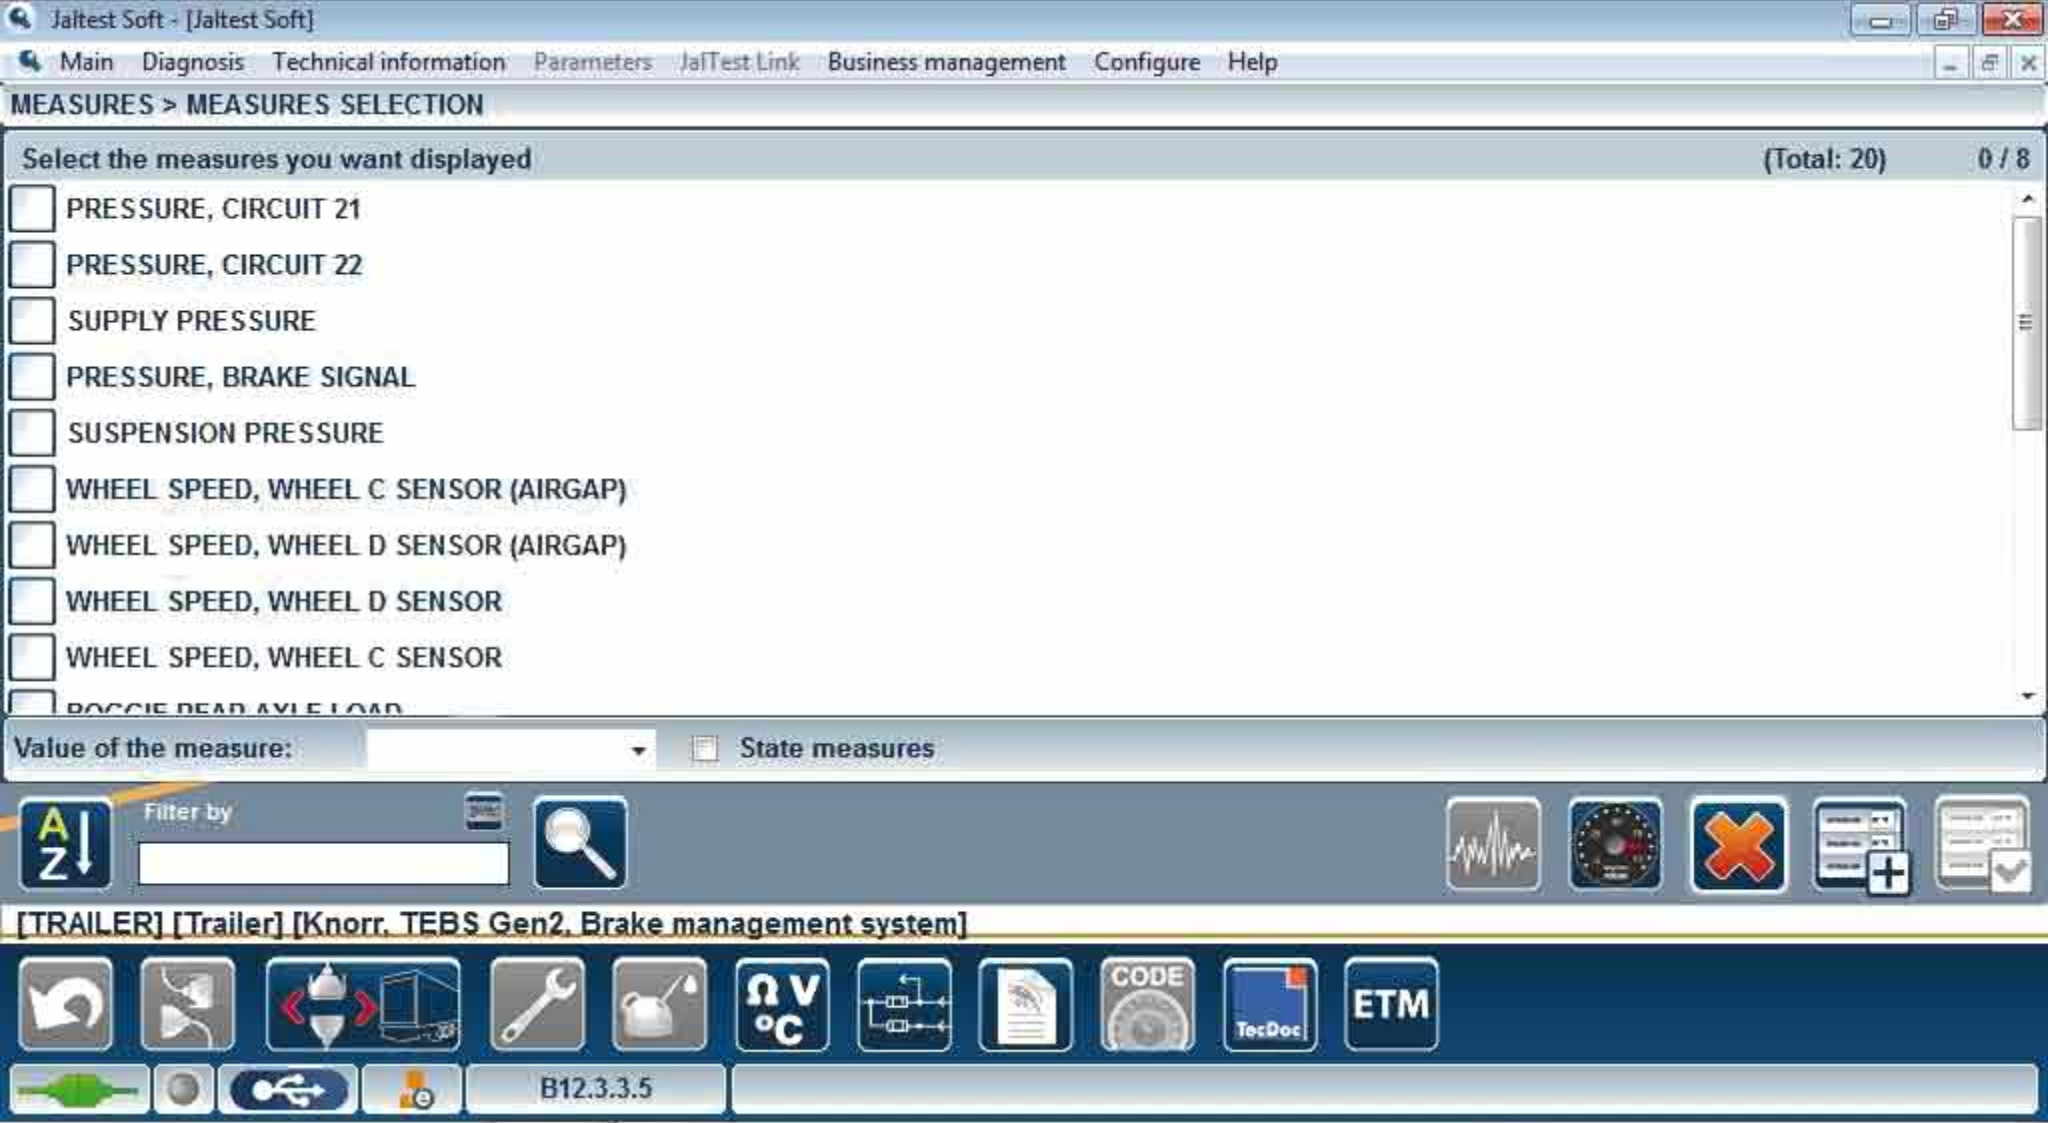 Jaltest Soft - [Jaltest Soft]
Main Diagnosis Technical information Parameters JalTest Link Business management Configure Help
MEASURES > MEASURES SELECTION
Select the measures you want displayed (Total: 20) 0 / 8
PRESSURE, CIRCUIT 21
PRESSURE, CIRCUIT 22
SUPPLY PRESSURE
PRESSURE, BRAKE SIGNAL
SUSPENSION PRESSURE
WHEEL SPEED, WHEEL C SENSOR (AIRGAP)
WHEEL SPEED, WHEEL D SENSOR (AIRGAP)
WHEEL SPEED, WHEEL D SENSOR
WHEEL SPEED, WHEEL C SENSOR
BOGGIE REAR AXLE LOAD
Value of the measure: State measures
A
Z
Filter by
[TRAILER] [Trailer] [Knorr, TEBS Gen2, Brake management system]
Ω V
°C
CODE
TecDoc
ETM
B12.3.3.5